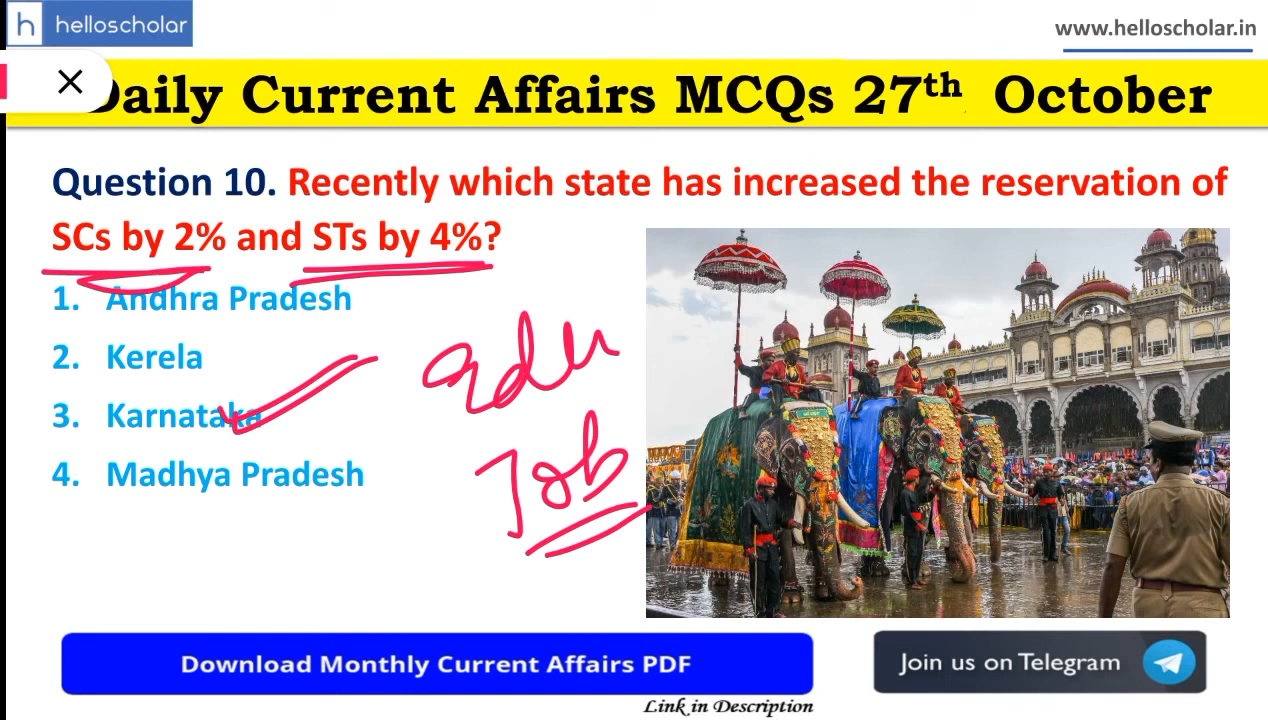 h helloscholar
www.helloscholar.in
Daily Current Affairs MCQs 27th October
Question 10. Recently which state has increased the reservation of
SCs by 2% and STs by 4%?
1. Andhra Pradesh
2. Kerela
3. Karnataka
4. Madhya Pradesh
edu
Job
Download Monthly Current Affairs PDF
Join us on Telegram
Link in Description